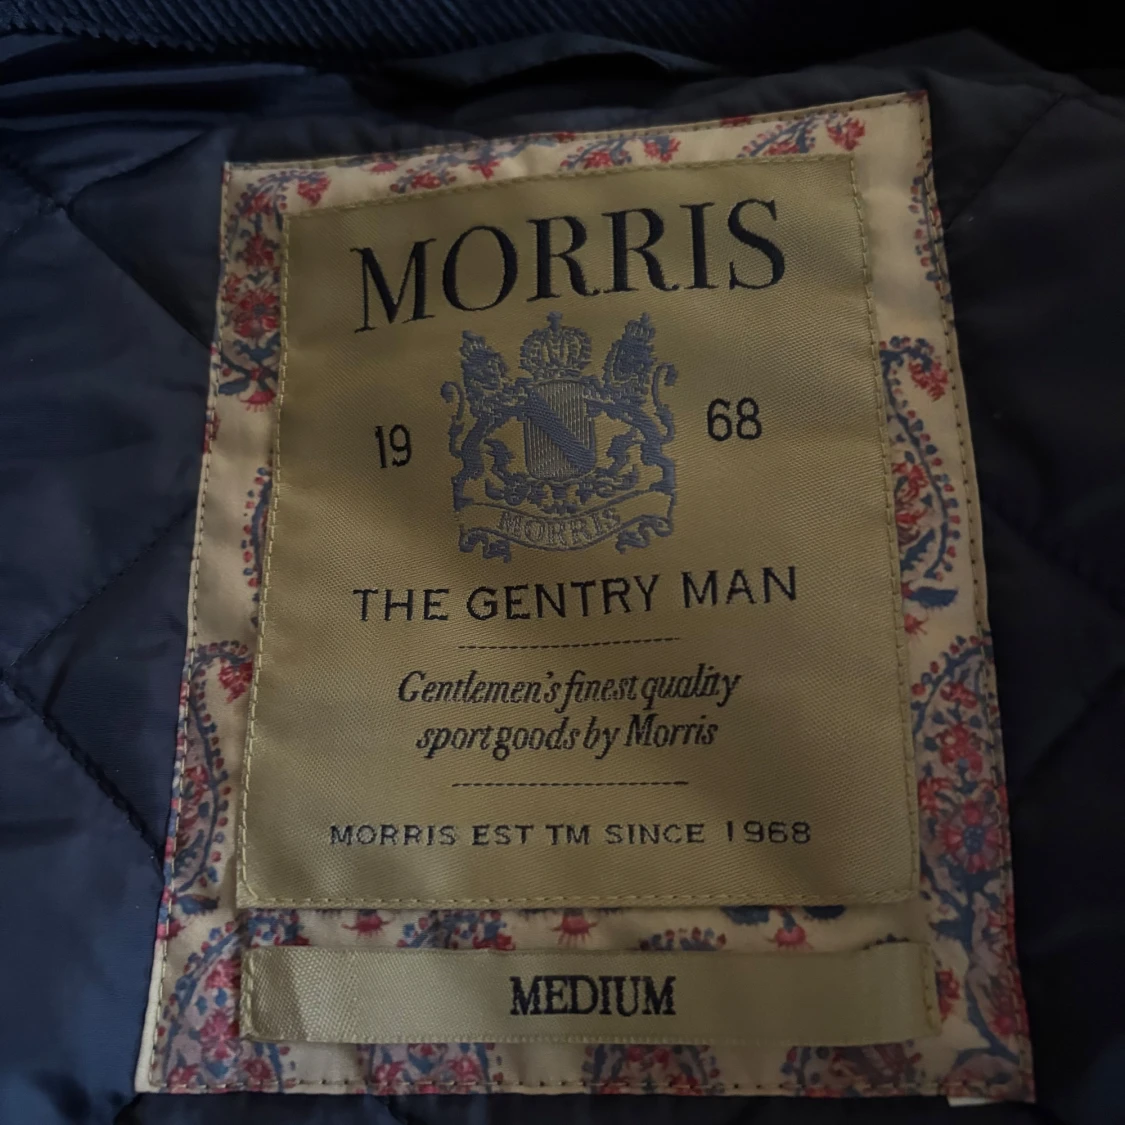 MORRIS
19 68
MORRIS
THE GENTRY MAN
Gentlemen's finest quality
sport goods by Morris
MORRIS EST TM SINCE 1968
MEDIUM